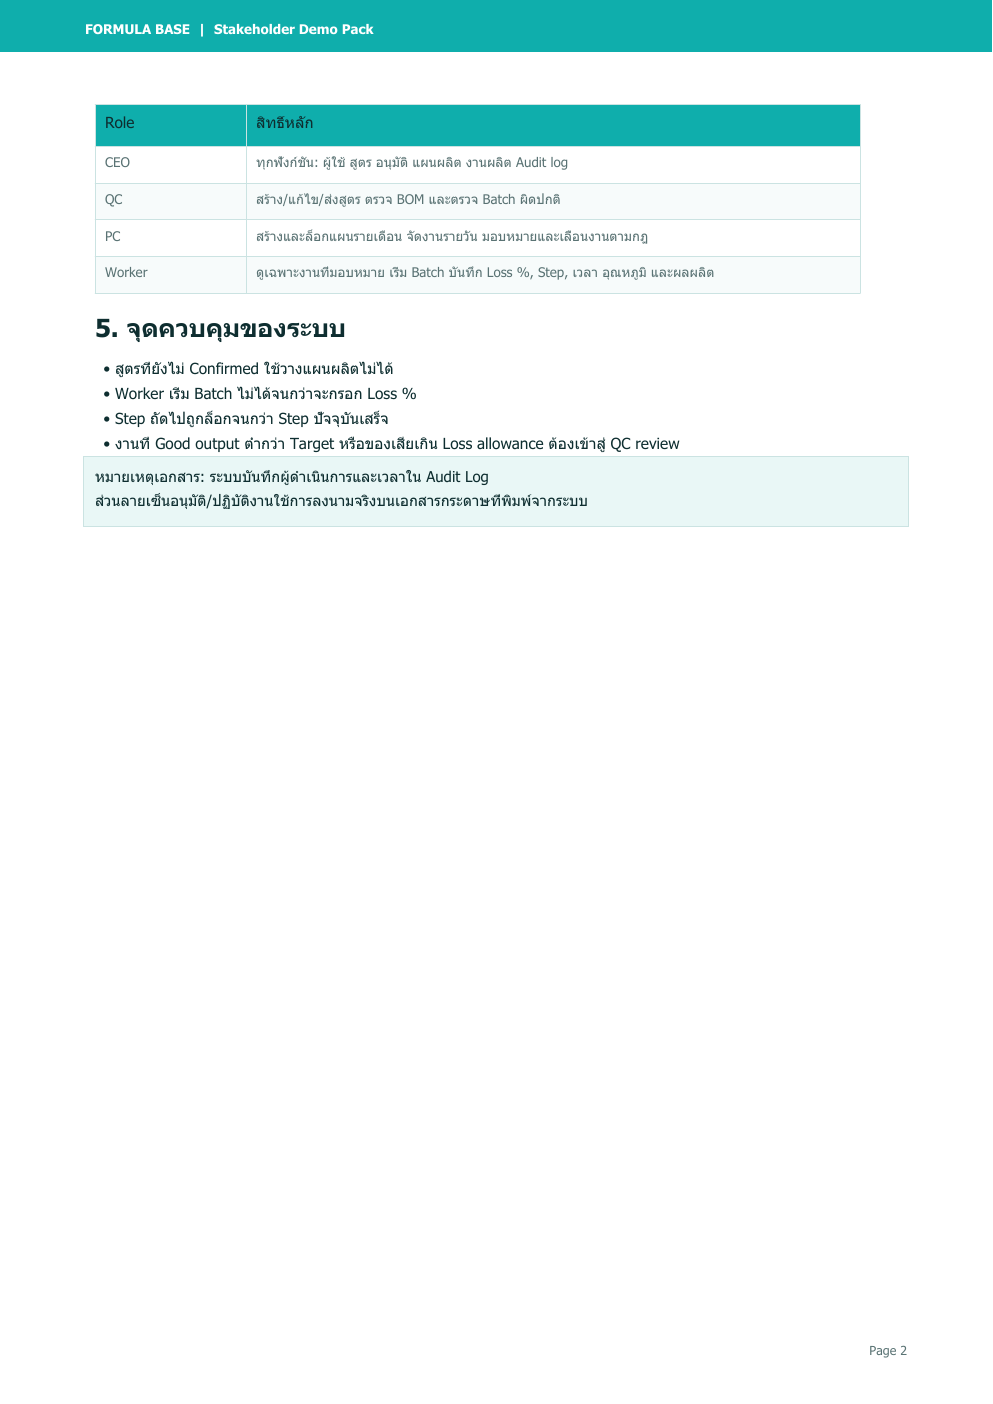 FORMULA BASE | Stakeholder Demo Pack
Role สิทธิ์หลัก
CEO ทุกฟังก์ชัน: ผู้ใช้ สูตร อนุมัติ แผนผลิต งานผลิต Audit log
QC สร้าง/แก้ไข/ส่งสูตร ตรวจ BOM และตรวจ Batch ผิดปกติ
PC สร้างและล็อกแผนรายเดือน จัดงานรายวัน มอบหมายและเลื่อนงานตามกฎ
Worker ดูเฉพาะงานที่มอบหมาย เริ่ม Batch บันทึก Loss %, Step, เวลา อุณหภูมิ และผลผลิต
5. จุดควบคุมของระบบ
• สูตรที่ยังไม่ Confirmed ใช้วางแผนผลิตไม่ได้
• Worker เริ่ม Batch ไม่ได้จนกว่าจะกรอก Loss %
• Step ถัดไปถูกล็อกจนกว่า Step ปัจจุบันเสร็จ
• งานที่ Good output ต่ำกว่า Target หรือของเสียเกิน Loss allowance ต้องเข้าสู่ QC review
หมายเหตุเอกสาร: ระบบบันทึกผู้ดำเนินการและเวลาใน Audit Log
ส่วนลายเซ็นอนุมัติ/ปฏิบัติงานใช้การลงนามจริงบนเอกสารกระดาษที่พิมพ์จากระบบ
Page 2